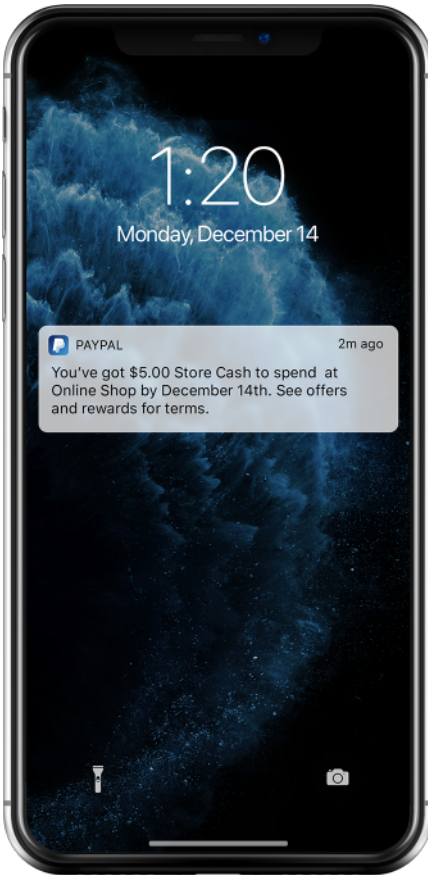 1:20
Monday, December 14
PAYPAL 2m ago
You've got $5.00 Store Cash to spend  at
Online Shop by December 14th. See offers
and rewards for terms.